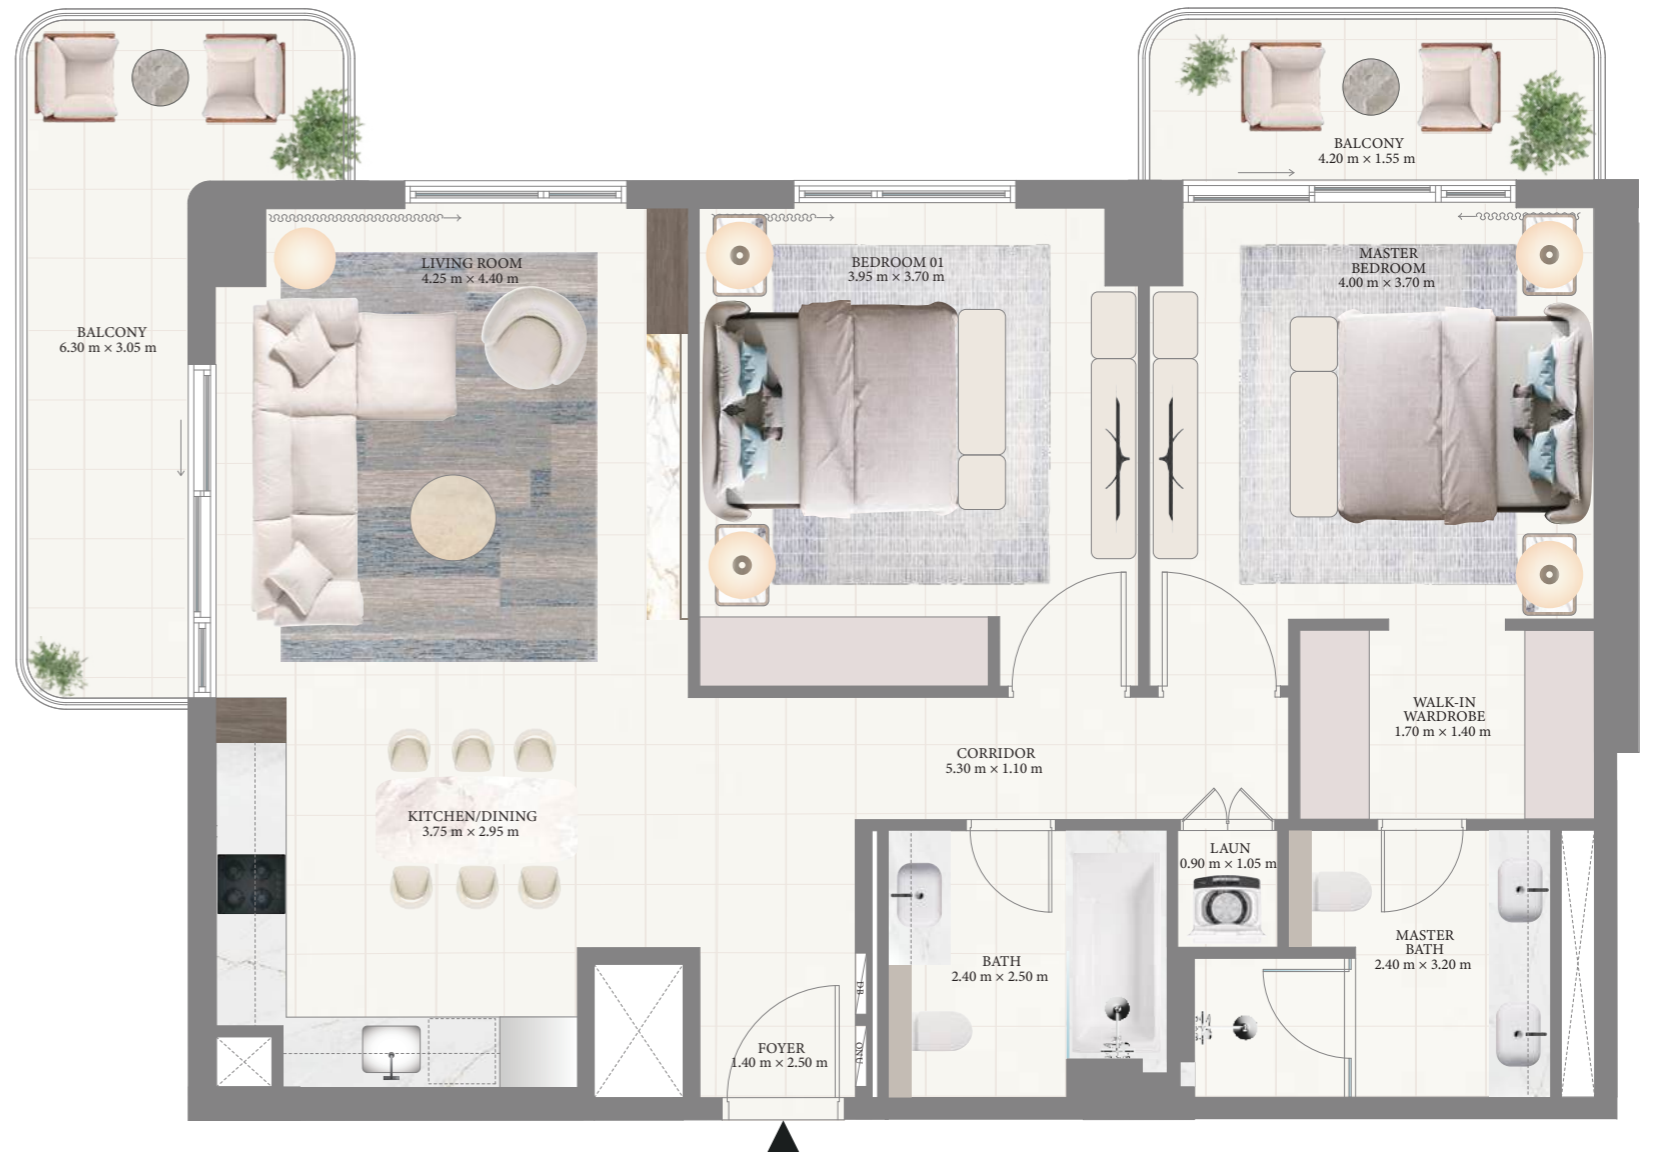 BALCONY
4.20 m × 1.55 m
LIVING ROOM
4.25 m × 4.40 m
BEDROOM 01
3.95 m × 3.70 m
MASTER
BEDROOM
4.00 m × 3.70 m
BALCONY
6.30 m × 3.05 m
WALK-IN
WARDROBE
1.70 m × 1.40 m
CORRIDOR
5.30 m × 1.10 m
KITCHEN/DINING
3.75 m × 2.95 m
LAUN
0.90 m × 1.05 m
MASTER
BATH
2.40 m × 3.20 m
BATH
2.40 m × 2.50 m
DB
ONU
FOYER
1.40 m × 2.50 m